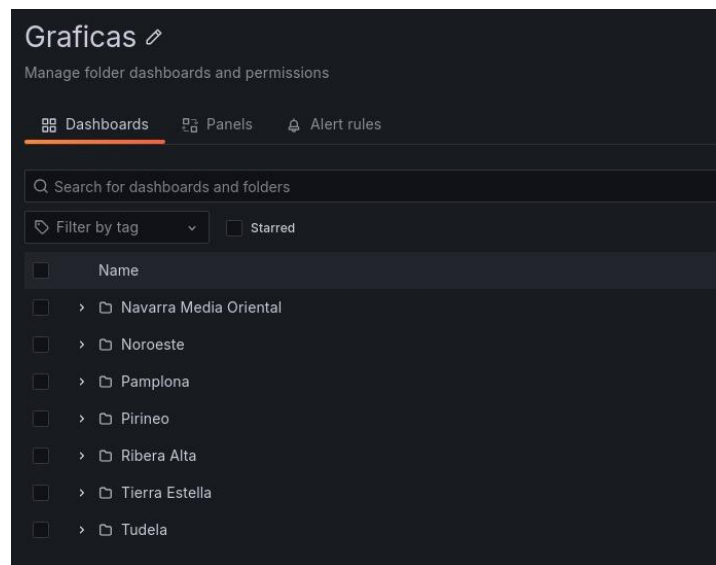 Graficas
Manage folder dashboards and permissions
Dashboards Panels Alert rules
Search for dashboards and folders
Filter by tag Starred
Name
Navarra Media Oriental
Noroeste
Pamplona
Pirineo
Ribera Alta
Tierra Estella
Tudela